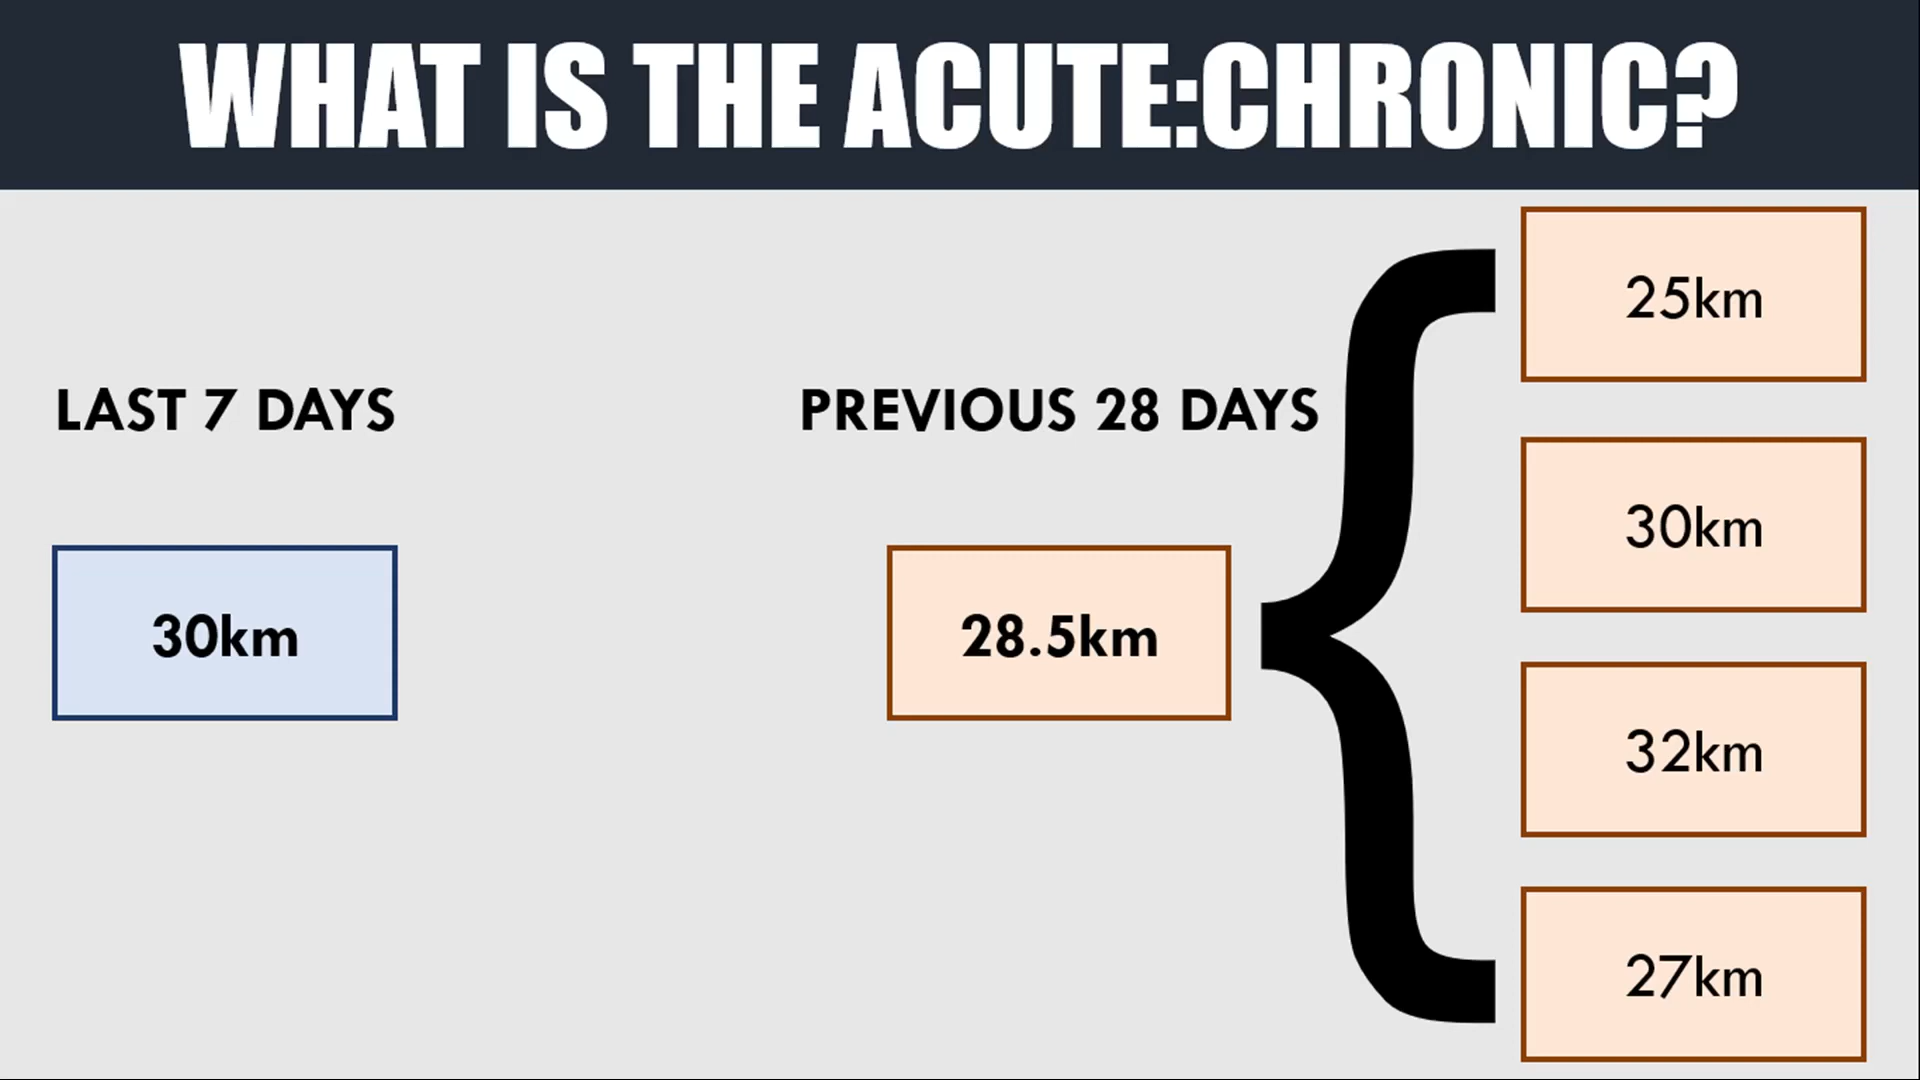 WHAT IS THE ACUTE:CHRONIC?
LAST 7 DAYS
30km
PREVIOUS 28 DAYS
28.5km
25km
30km
32km
27km